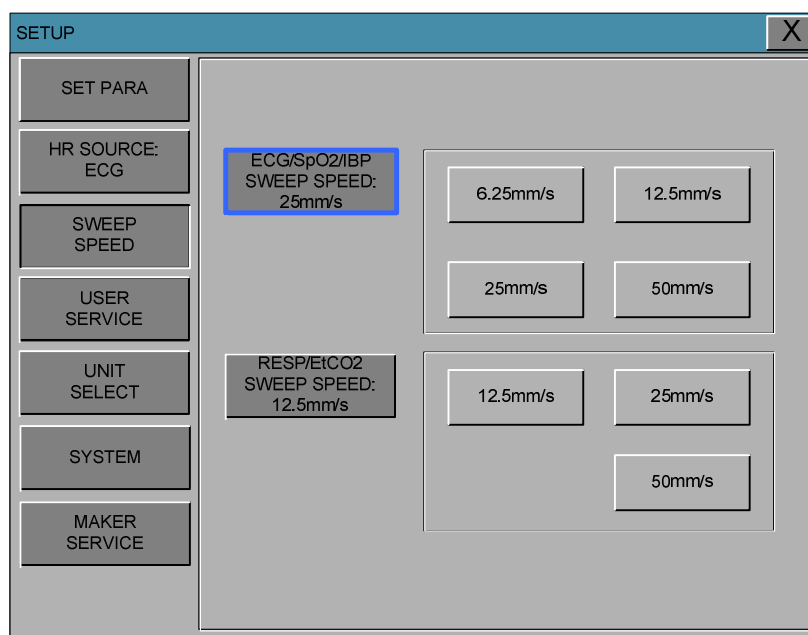 SETUP
X
SET PARA
HR SOURCE:
ECG
SWEEP
SPEED
USER
SERVICE
UNIT
SELECT
SYSTEM
MAKER
SERVICE
ECG/SpO2/IBP
SWEEP SPEED:
25mm/s
6.25mm/s
12.5mm/s
25mm/s
50mm/s
RESP/EtCO2
SWEEP SPEED:
12.5mm/s
12.5mm/s
25mm/s
50mm/s